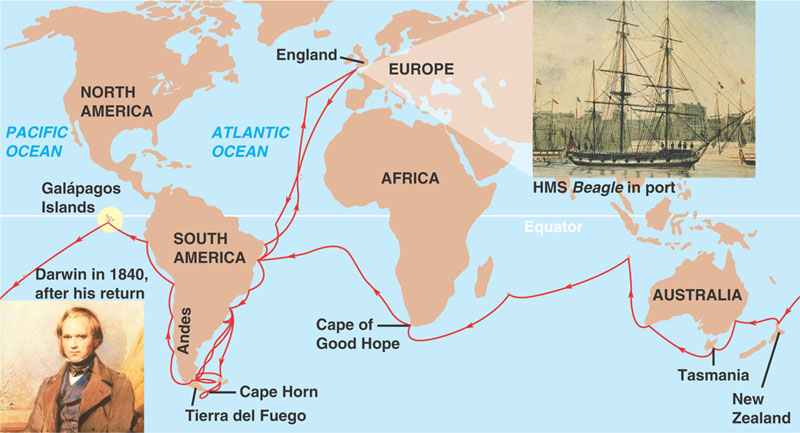 England
EUROPE
NORTH
AMERICA
PACIFIC
OCEAN
ATLANTIC
OCEAN
AFRICA
HMS Beagle in port
Galápagos
Islands
Equator
SOUTH
AMERICA
Darwin in 1840,
after his return
AUSTRALIA
Andes
Cape of
Good Hope
Tasmania
Cape Horn
New
Zealand
Tierra del Fuego